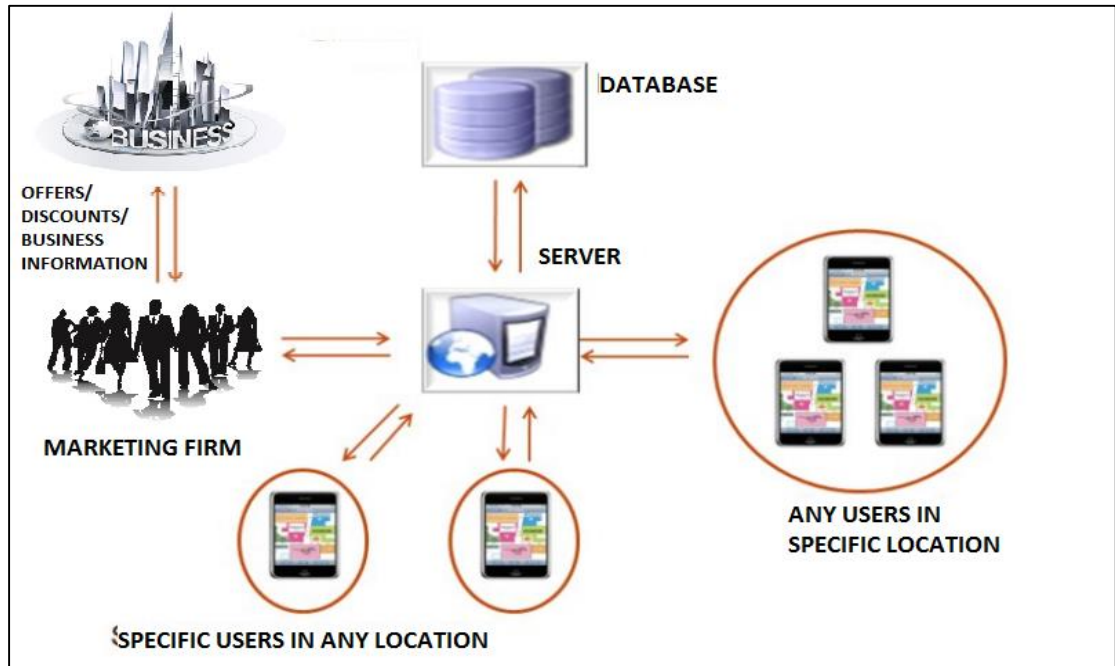 BUSINESS
DATABASE
OFFERS/
DISCOUNTS/
BUSINESS
INFORMATION
SERVER
MARKETING FIRM
ANY USERS IN
SPECIFIC LOCATION
SPECIFIC USERS IN ANY LOCATION